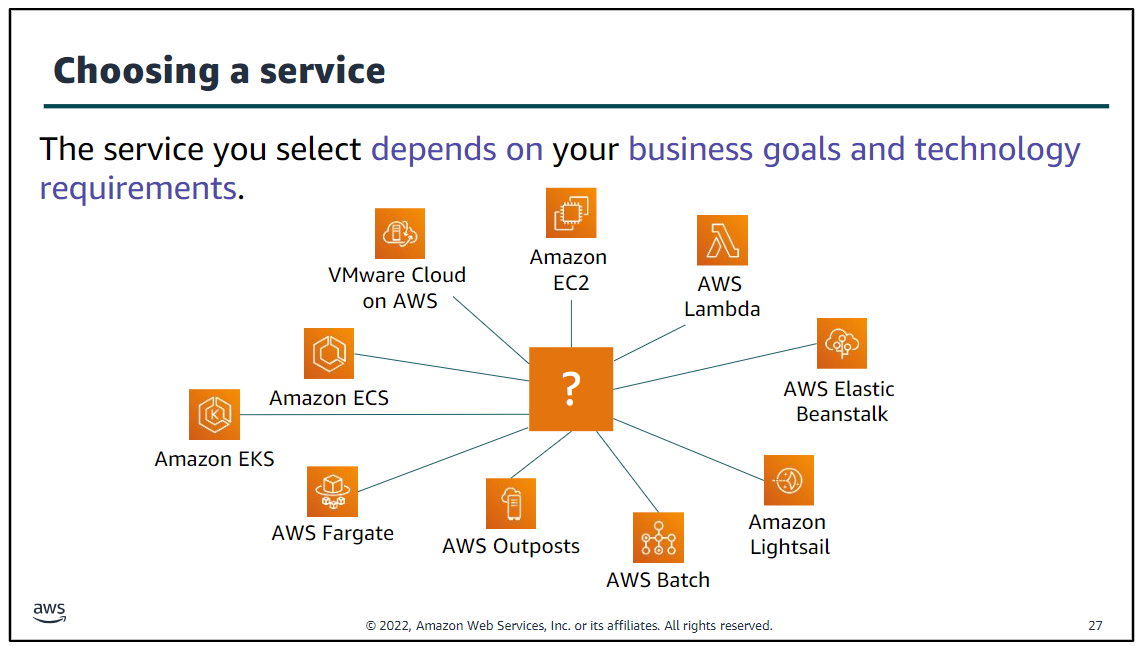 Choosing a service
The service you select depends on your business goals and technology
requirements.
Amazon
EC2
VMware Cloud
on AWS
AWS
Lambda
?
Amazon ECS
AWS Elastic
Beanstalk
K
Amazon EKS
AWS Fargate
AWS Outposts
Amazon
Lightsail
AWS Batch
aws
© 2022, Amazon Web Services, Inc. or its affiliates. All rights reserved.
27